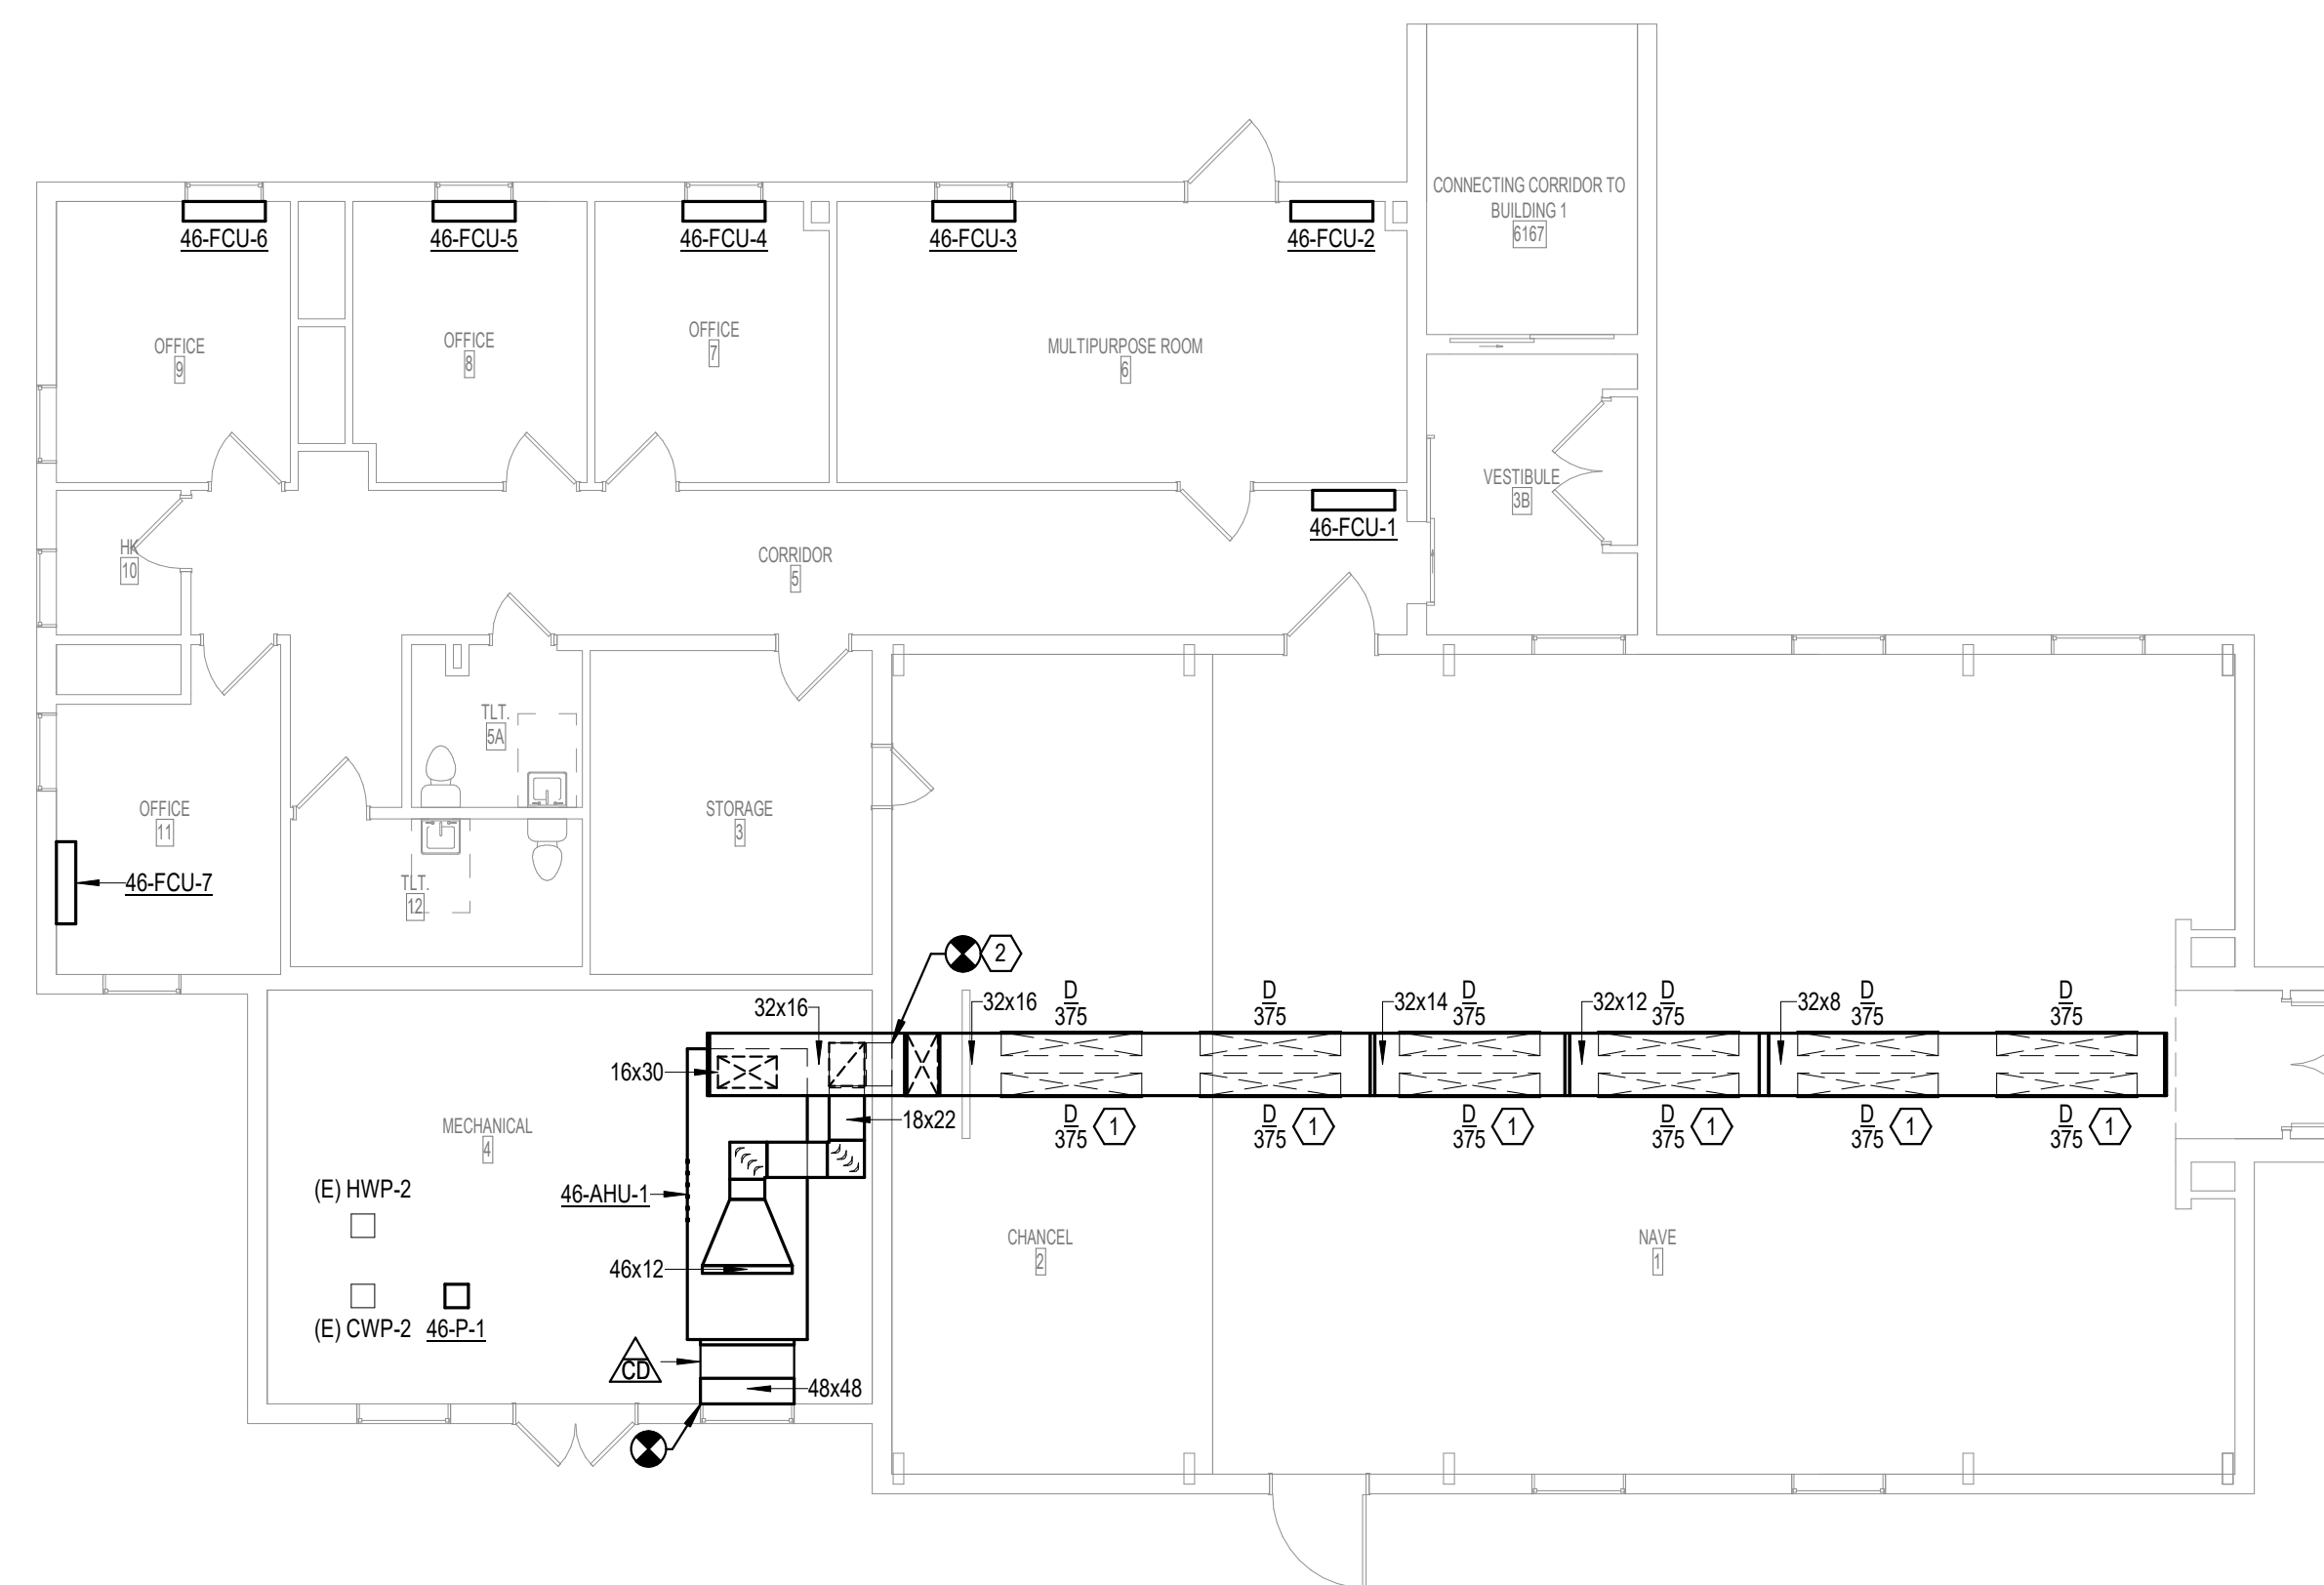 CONNECTING CORRIDOR TO
BUILDING 1
6167
46-FCU-6
46-FCU-5
46-FCU-4
46-FCU-3
46-FCU-2
OFFICE
9
OFFICE
8
OFFICE
7
MULTIPURPOSE ROOM
6
VESTIBULE
3B
46-FCU-1
HK
10
CORRIDOR
5
TLT.
5A
OFFICE
11
STORAGE
3
46-FCU-7
TLT.
12
2
32x16
32x16
D
375
D
375
32x14
D
375
32x12
D
375
32x8
D
375
D
375
16x30
18x22
D
375
1
D
375
1
D
375
1
D
375
1
D
375
1
D
375
1
MECHANICAL
4
(E) HWP-2
46-AHU-1
CHANCEL
2
NAVE
1
46x12
(E) CWP-2
46-P-1
CD
48x48